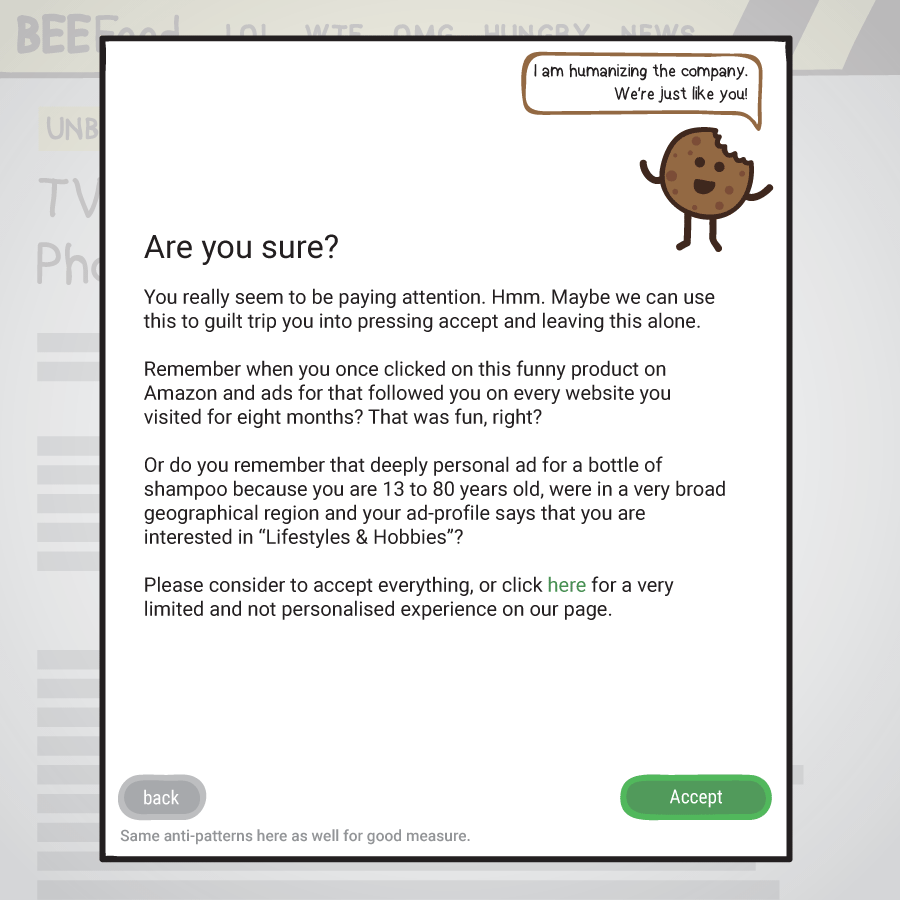 BEEFood LOL WTF OMG HUNGRY NEWS
I am humanizing the company.
We're just like you!
UNB
TV
Pho
Are you sure?
You really seem to be paying attention. Hmm. Maybe we can use
this to guilt trip you into pressing accept and leaving this alone.
Remember when you once clicked on this funny product on
Amazon and ads for that followed you on every website you
visited for eight months? That was fun, right?
Or do you remember that deeply personal ad for a bottle of
shampoo because you are 13 to 80 years old, were in a very broad
geographical region and your ad-profile says that you are
interested in “Lifestyles & Hobbies”?
Please consider to accept everything, or click here for a very
limited and not personalised experience on our page.
back
Accept
Same anti-patterns here as well for good measure.